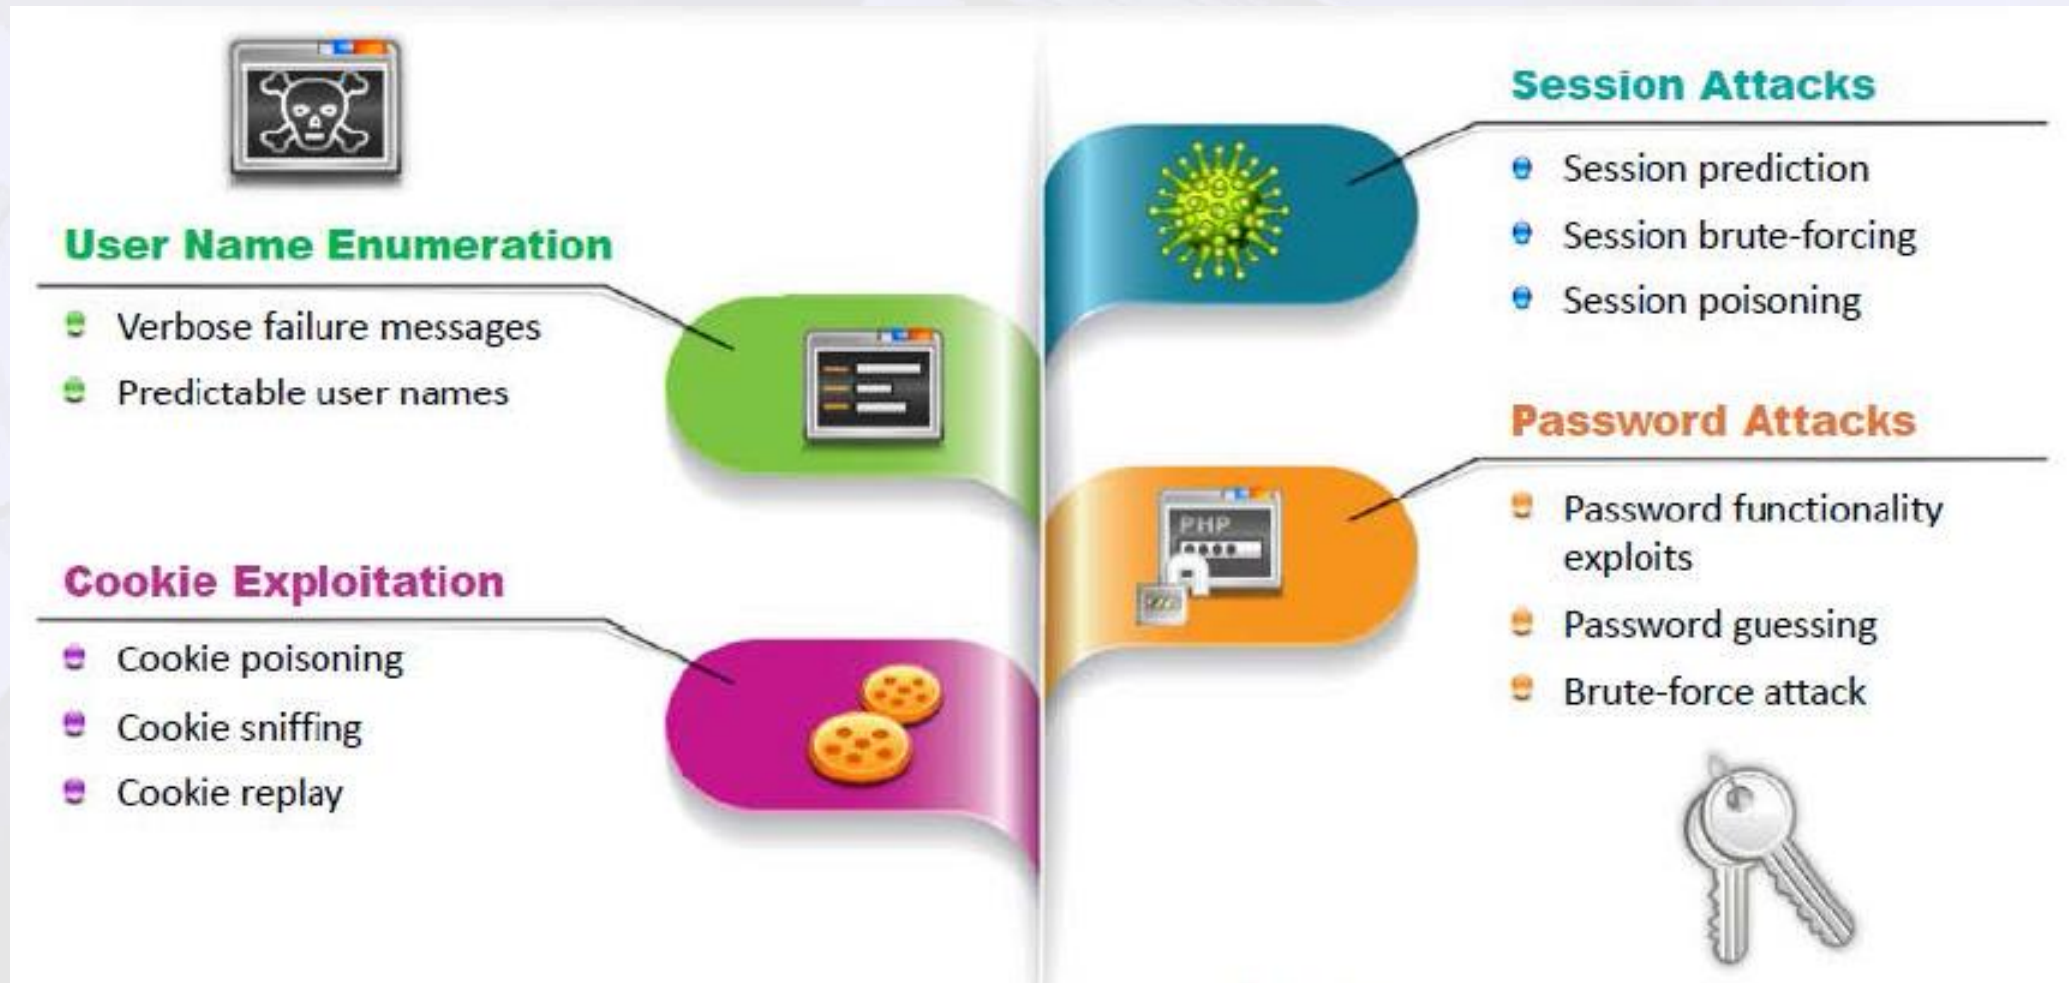 User Name Enumeration
Verbose failure messages
Predictable user names
Cookie Exploitation
Cookie poisoning
Cookie sniffing
Cookie replay
Session Attacks
Session prediction
Session brute-forcing
Session poisoning
Password Attacks
Password functionality
exploits
Password guessing
Brute-force attack
PHP